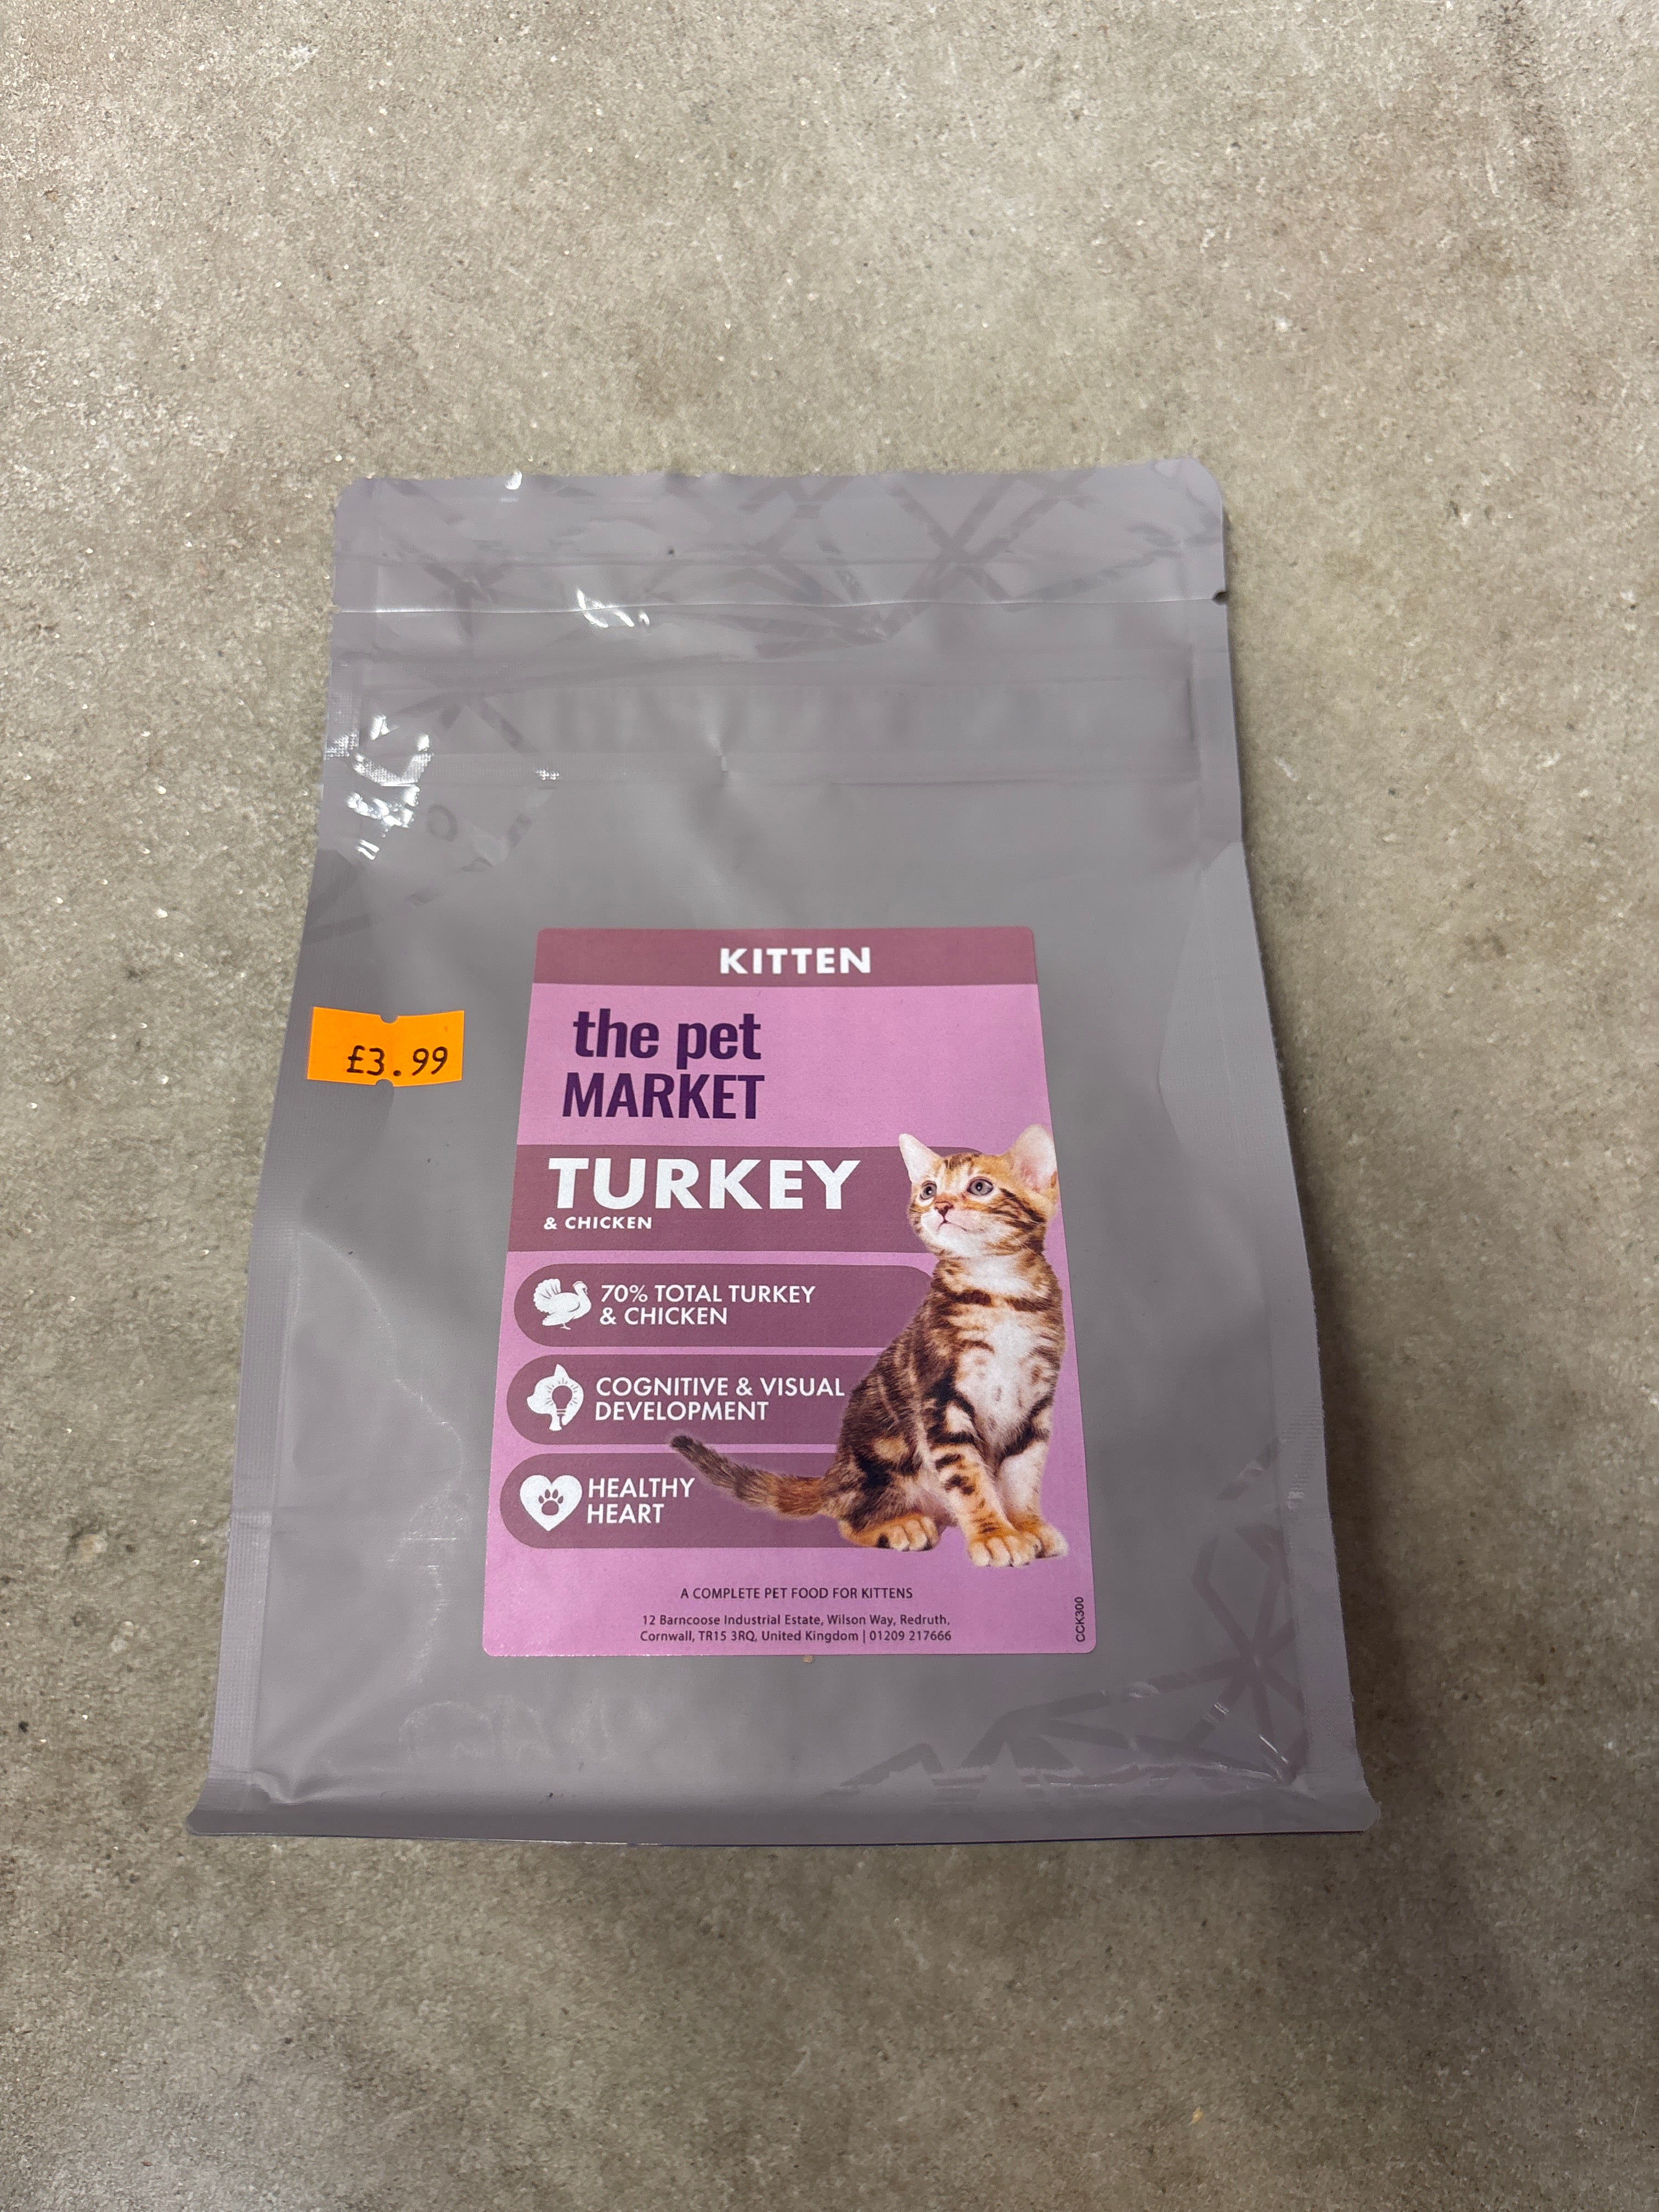 KITTEN
the pet
MARKET
£3.99
TURKEY
& CHICKEN
70% TOTAL TURKEY
& CHICKEN
COGNITIVE & VISUAL
DEVELOPMENT
HEALTHY
HEART
A COMPLETE PET FOOD FOR KITTENS
12 Barncoose Industrial Estate, Wilson Way, Redruth,
Cornwall, TR15 3RQ, United Kingdom | 01209 217666
CCK300